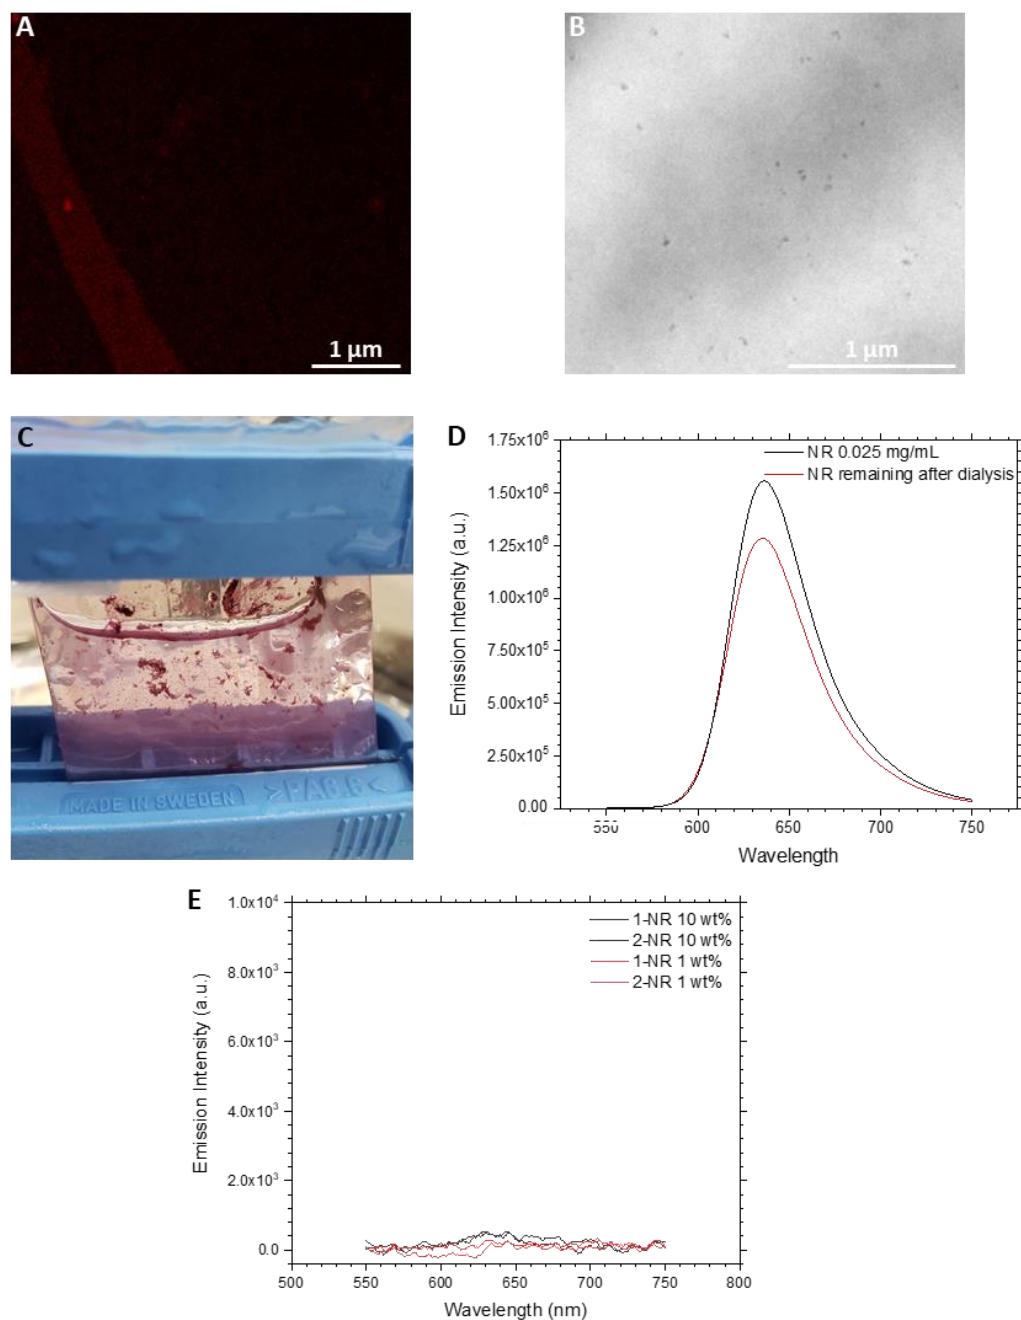 A
1 µm
B
1 µm
C
MADE IN SWEDEN >PA6.6<
D
1.75x10⁶
1.50x10⁶
1.25x10⁶
1.00x10⁶
7.50x10⁵
5.00x10⁵
2.50x10⁵
0.00
Emission Intensity (a.u.)
NR 0.025 mg/mL
NR remaining after dialysis
550 600 650 700 750
Wavelength
E
1.0x10⁴
8.0x10³
6.0x10³
4.0x10³
2.0x10³
0.0
Emission Intensity (a.u.)
1-NR 10 wt%
2-NR 10 wt%
1-NR 1 wt%
2-NR 1 wt%
500 550 600 650 700 750 800
Wavelength (nm)